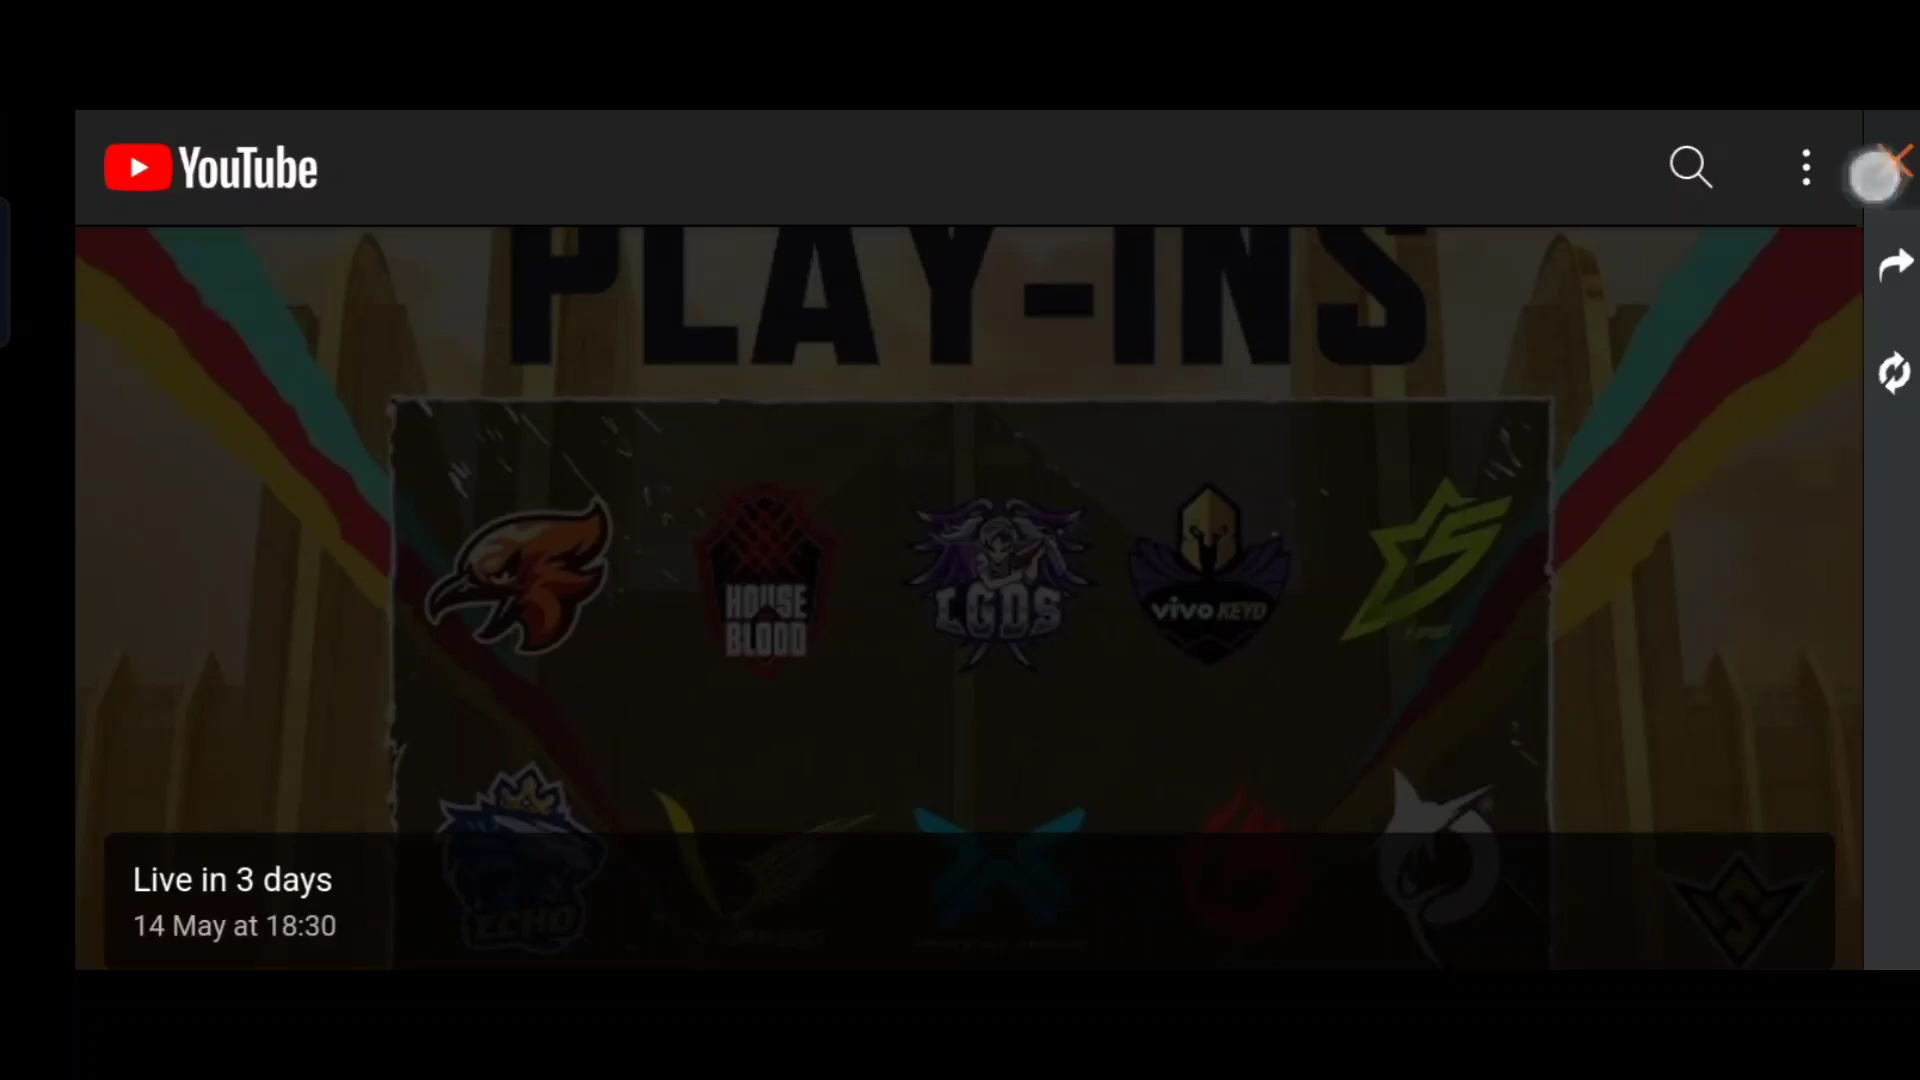 YouTube
PLAY-INS
HOUSE
BLOOD
LGDS
vivo KEYD
S
ECHO
Live in 3 days
14 May at 18:30